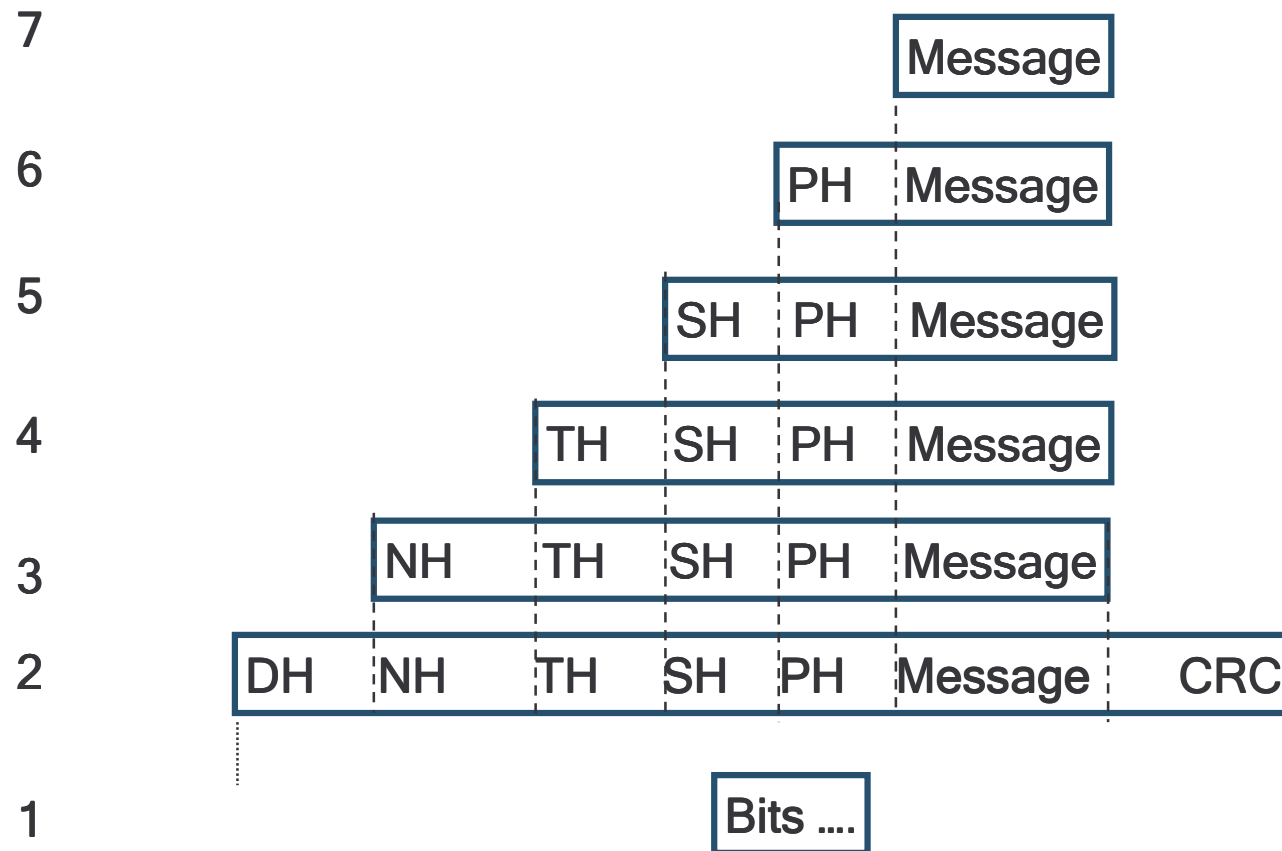 7 Message
6 PH Message
5 SH PH Message
4 TH SH PH Message
3 NH TH SH PH Message
2 DH NH TH SH PH Message CRC
1 Bits ....